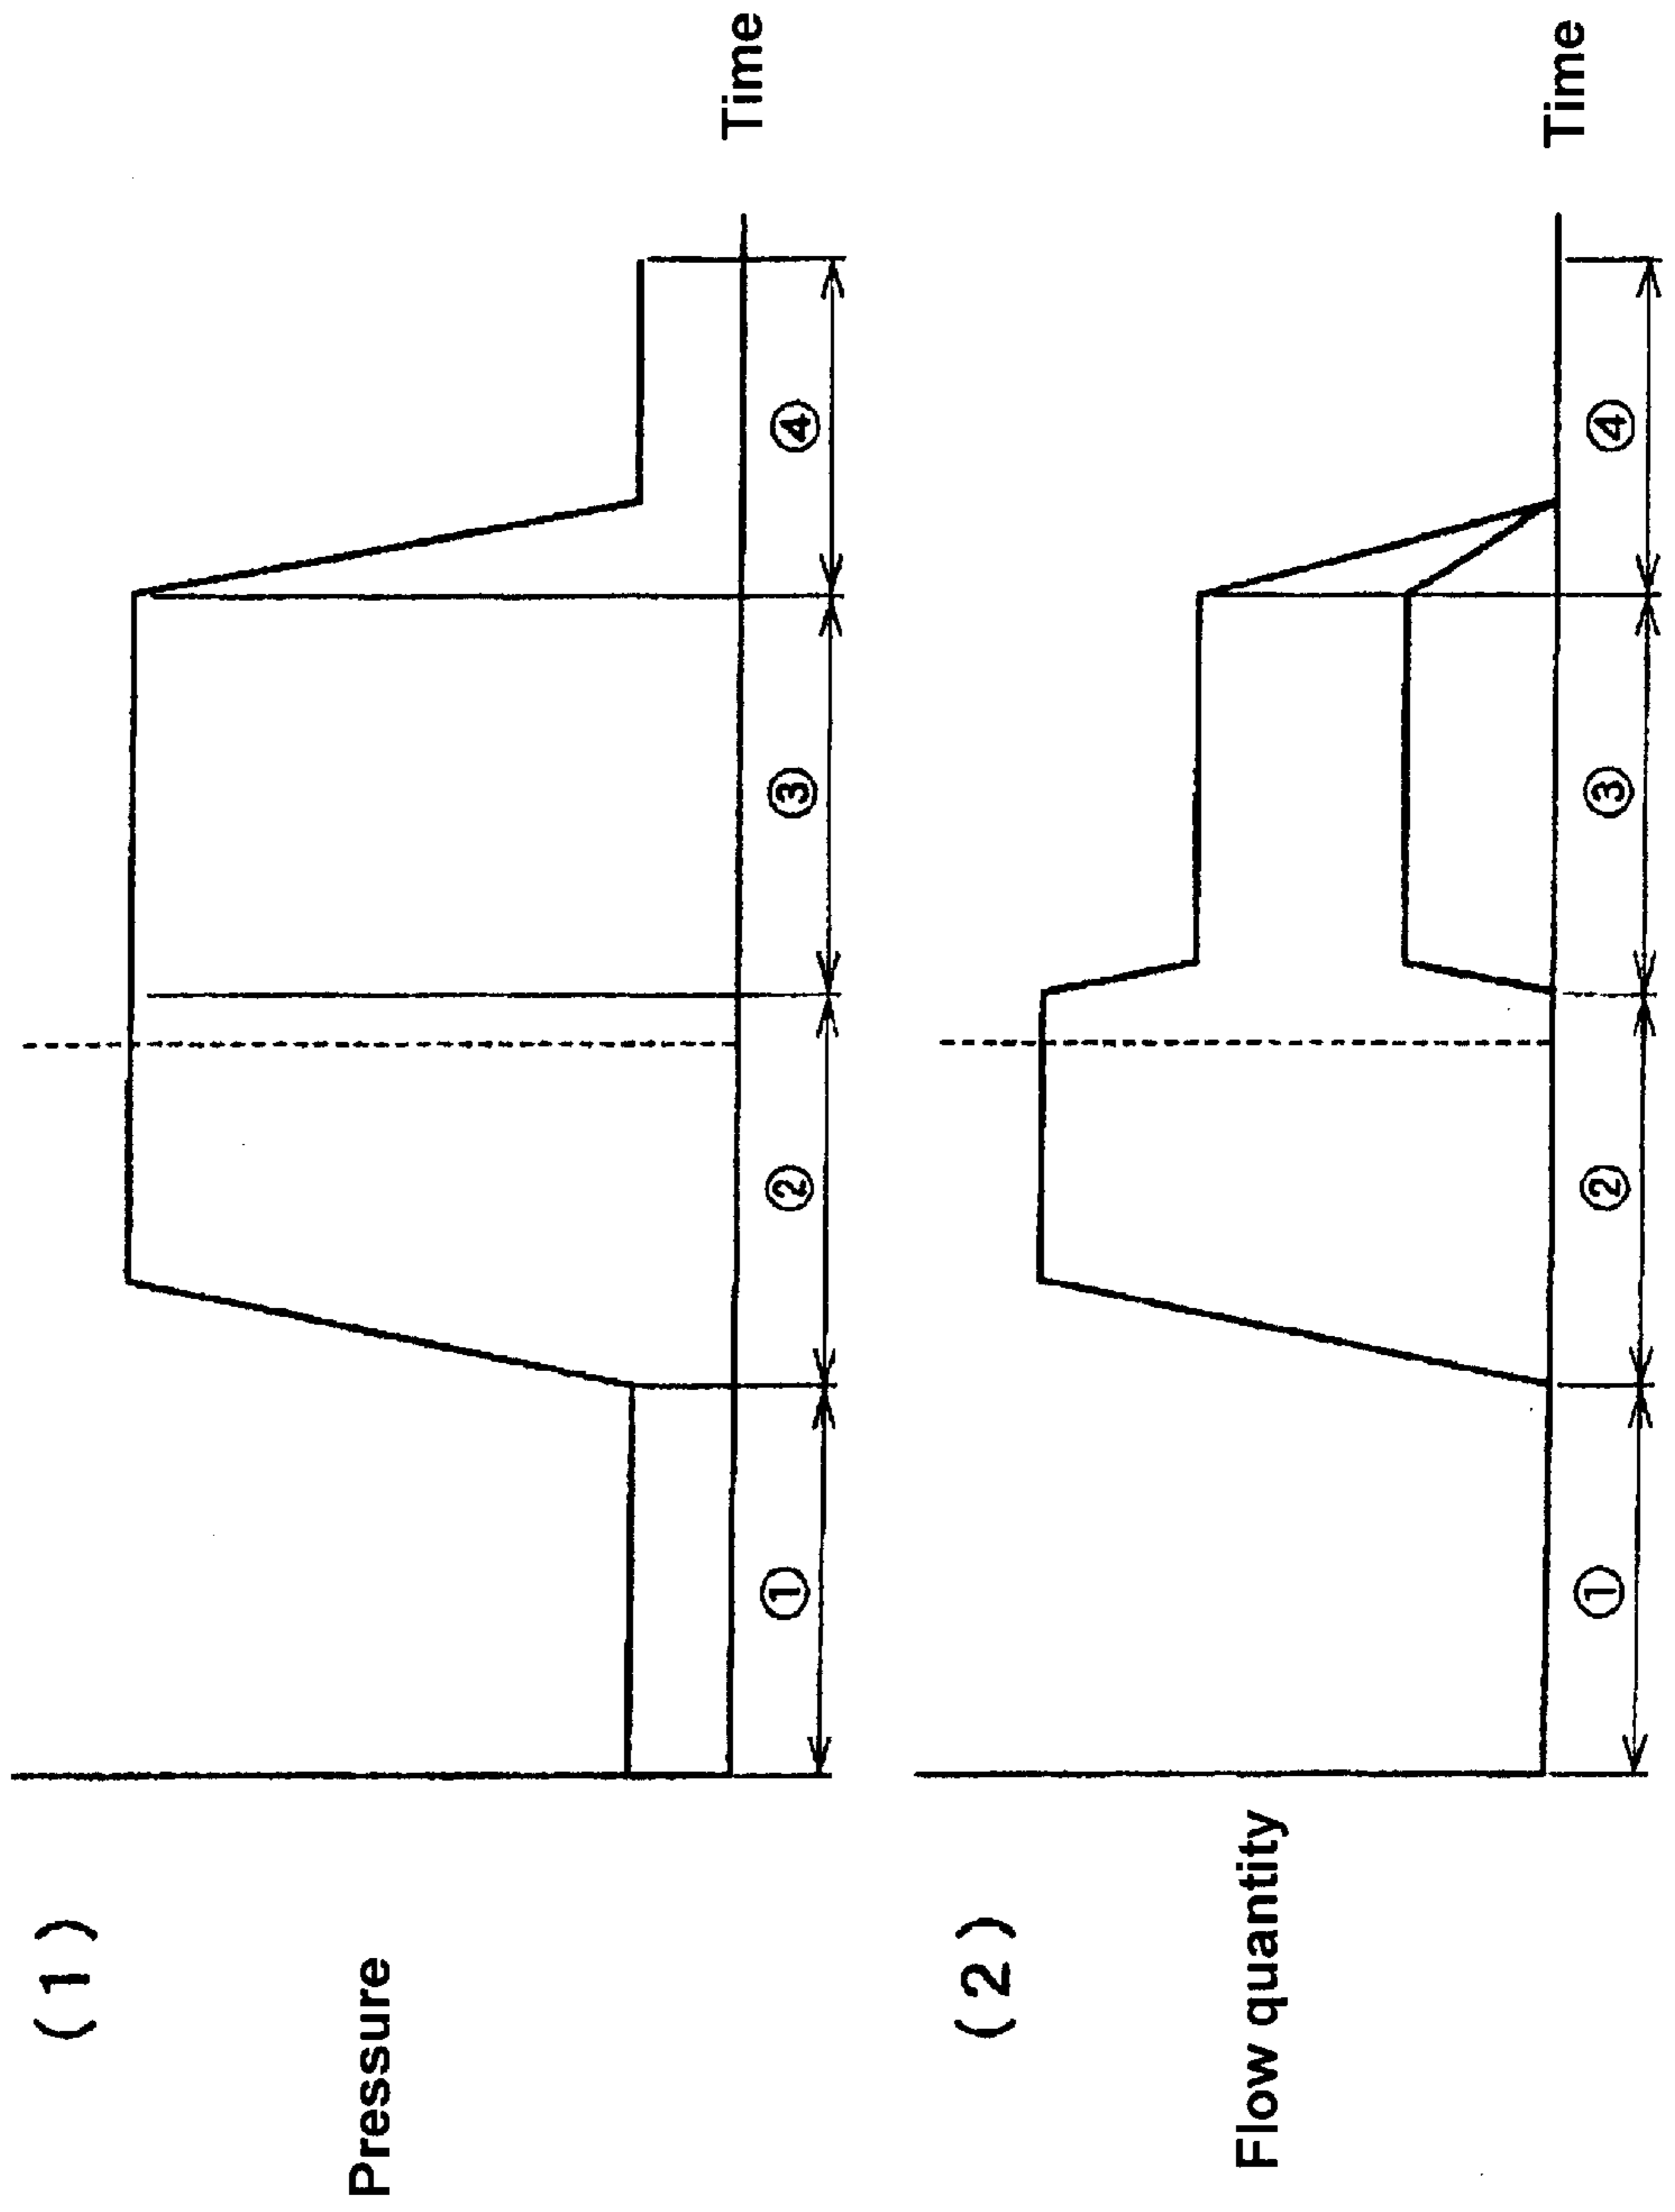 (1)
Pressure
① ② ③ ④
Time
(2)
Flow quantity
① ② ③ ④
Time